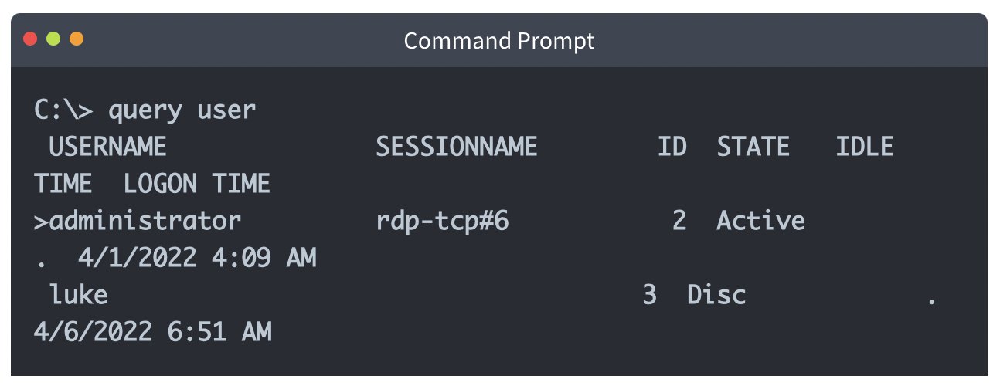 Command Prompt
C:\> query user
 USERNAME              SESSIONNAME        ID  STATE   IDLE
TIME  LOGON TIME
>administrator         rdp-tcp#6           2  Active
.  4/1/2022 4:09 AM
 luke                                    3  Disc            .
4/6/2022 6:51 AM